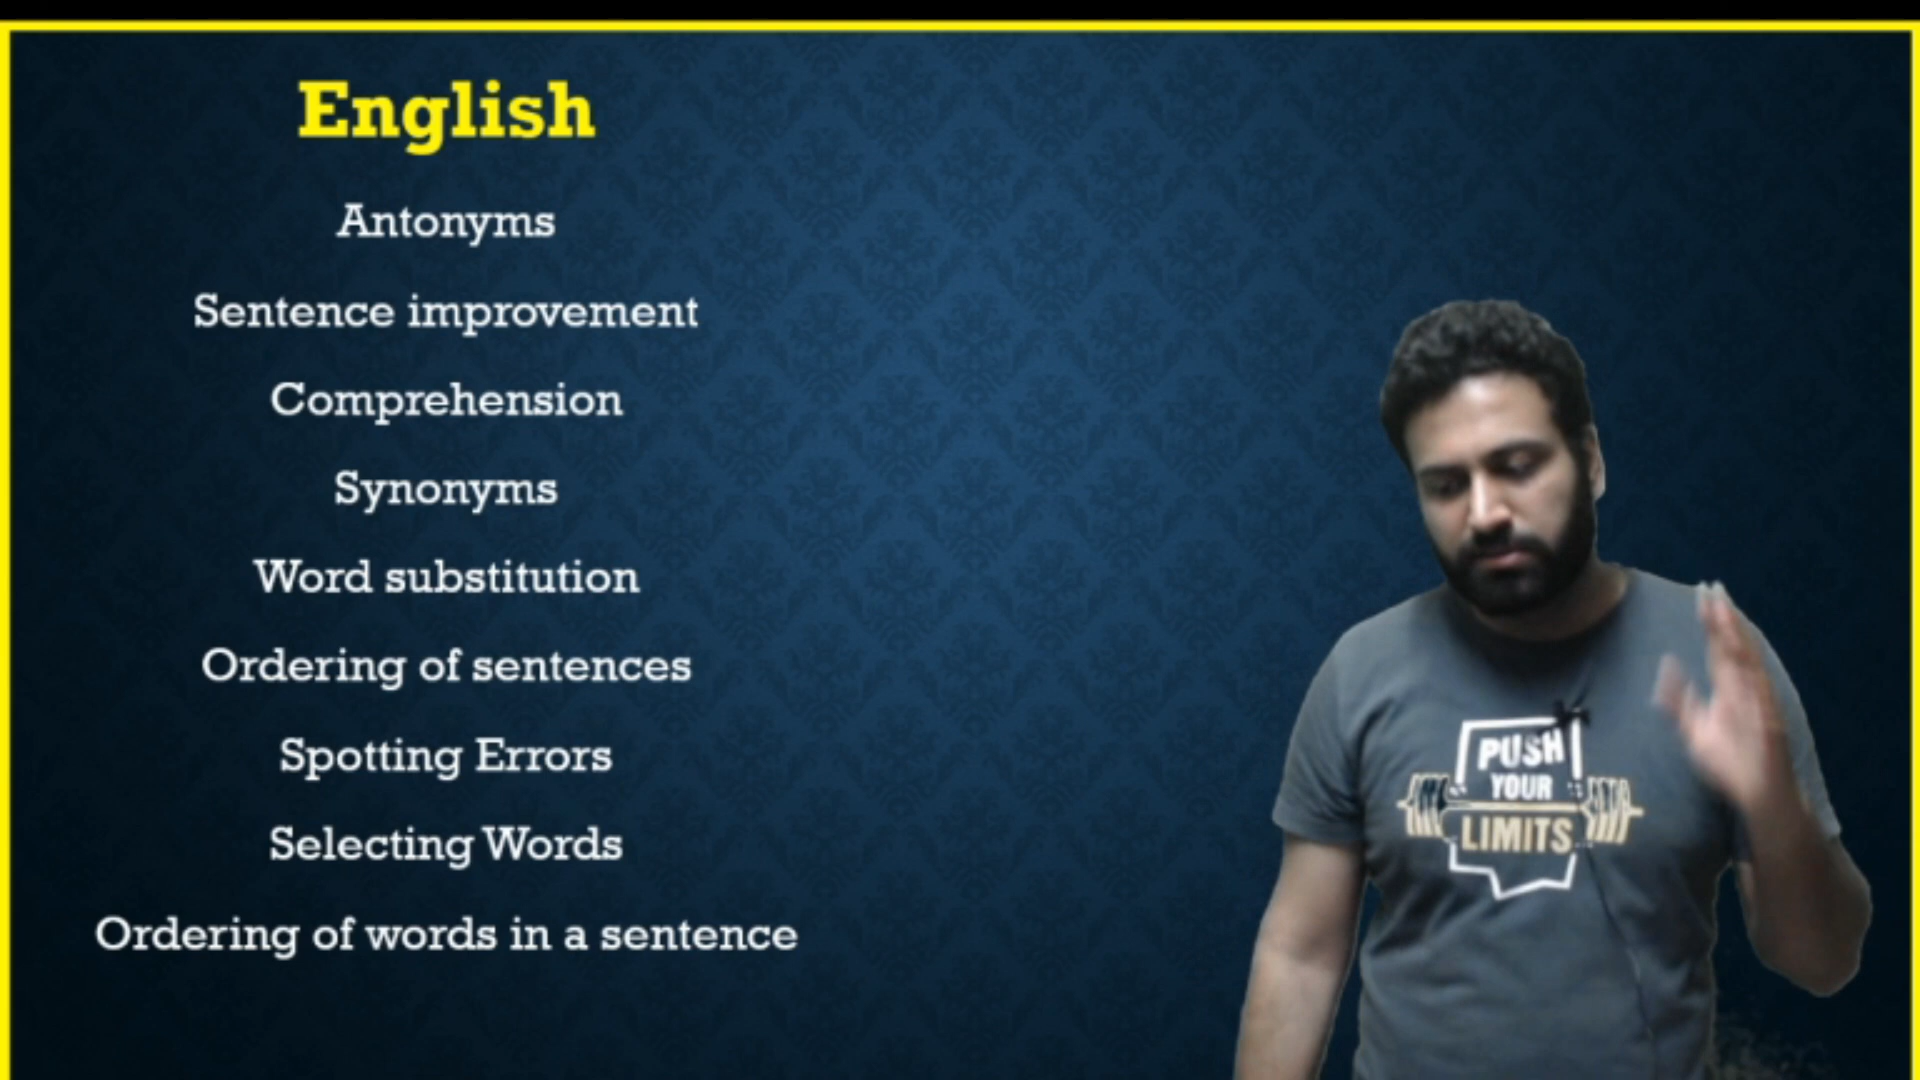 English
Antonyms
Sentence improvement
Comprehension
Synonyms
Word substitution
Ordering of sentences
Spotting Errors
Selecting Words
Ordering of words in a sentence
PUSH
YOUR
LIMITS